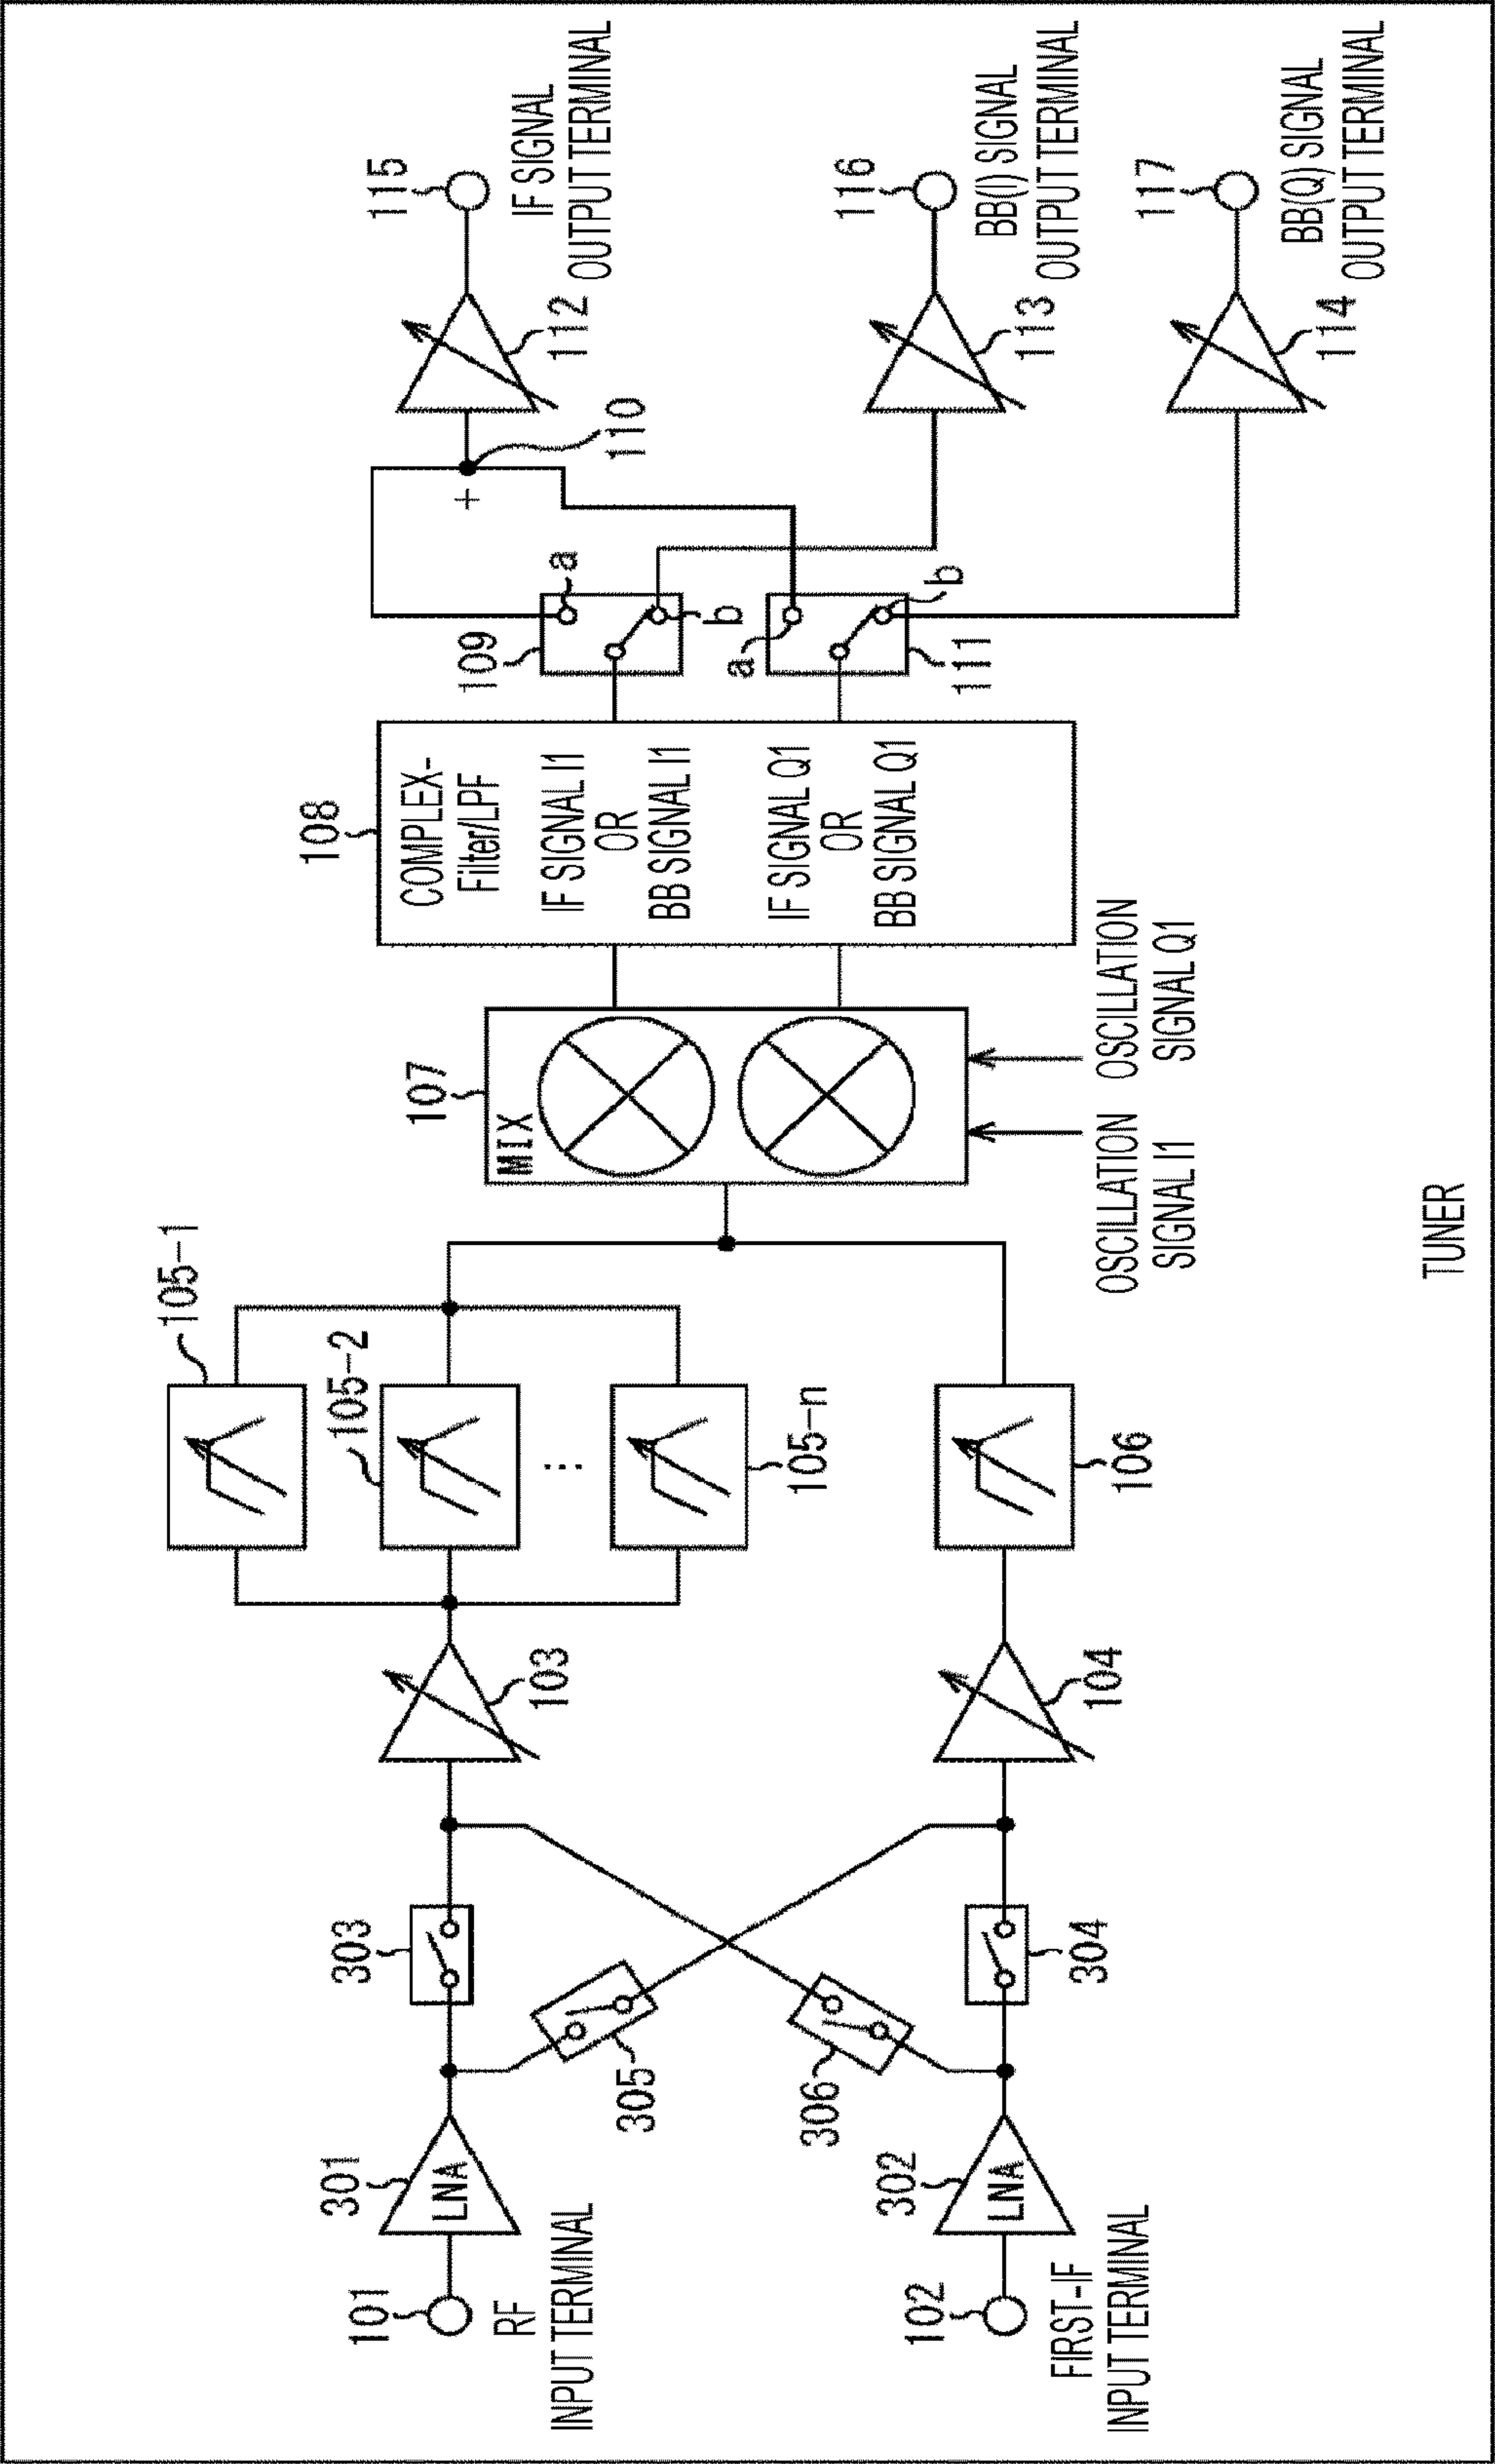 101
RF
INPUT TERMINAL
301
LNA
303
305
103
105-1
105-2
105-n
102
FIRST-IF
INPUT TERMINAL
302
LNA
306
304
104
106
107
MIX
OSCILLATION
SIGNAL I1
OSCILLATION
SIGNAL Q1
108
COMPLEX-
Filter/LPF
IF SIGNAL I1
OR
BB SIGNAL I1
IF SIGNAL Q1
OR
BB SIGNAL Q1
109
a
b
a
b
111
+
110
112
115
IF SIGNAL
OUTPUT TERMINAL
113
116
BB(I) SIGNAL
OUTPUT TERMINAL
114
117
BB(Q) SIGNAL
OUTPUT TERMINAL
TUNER